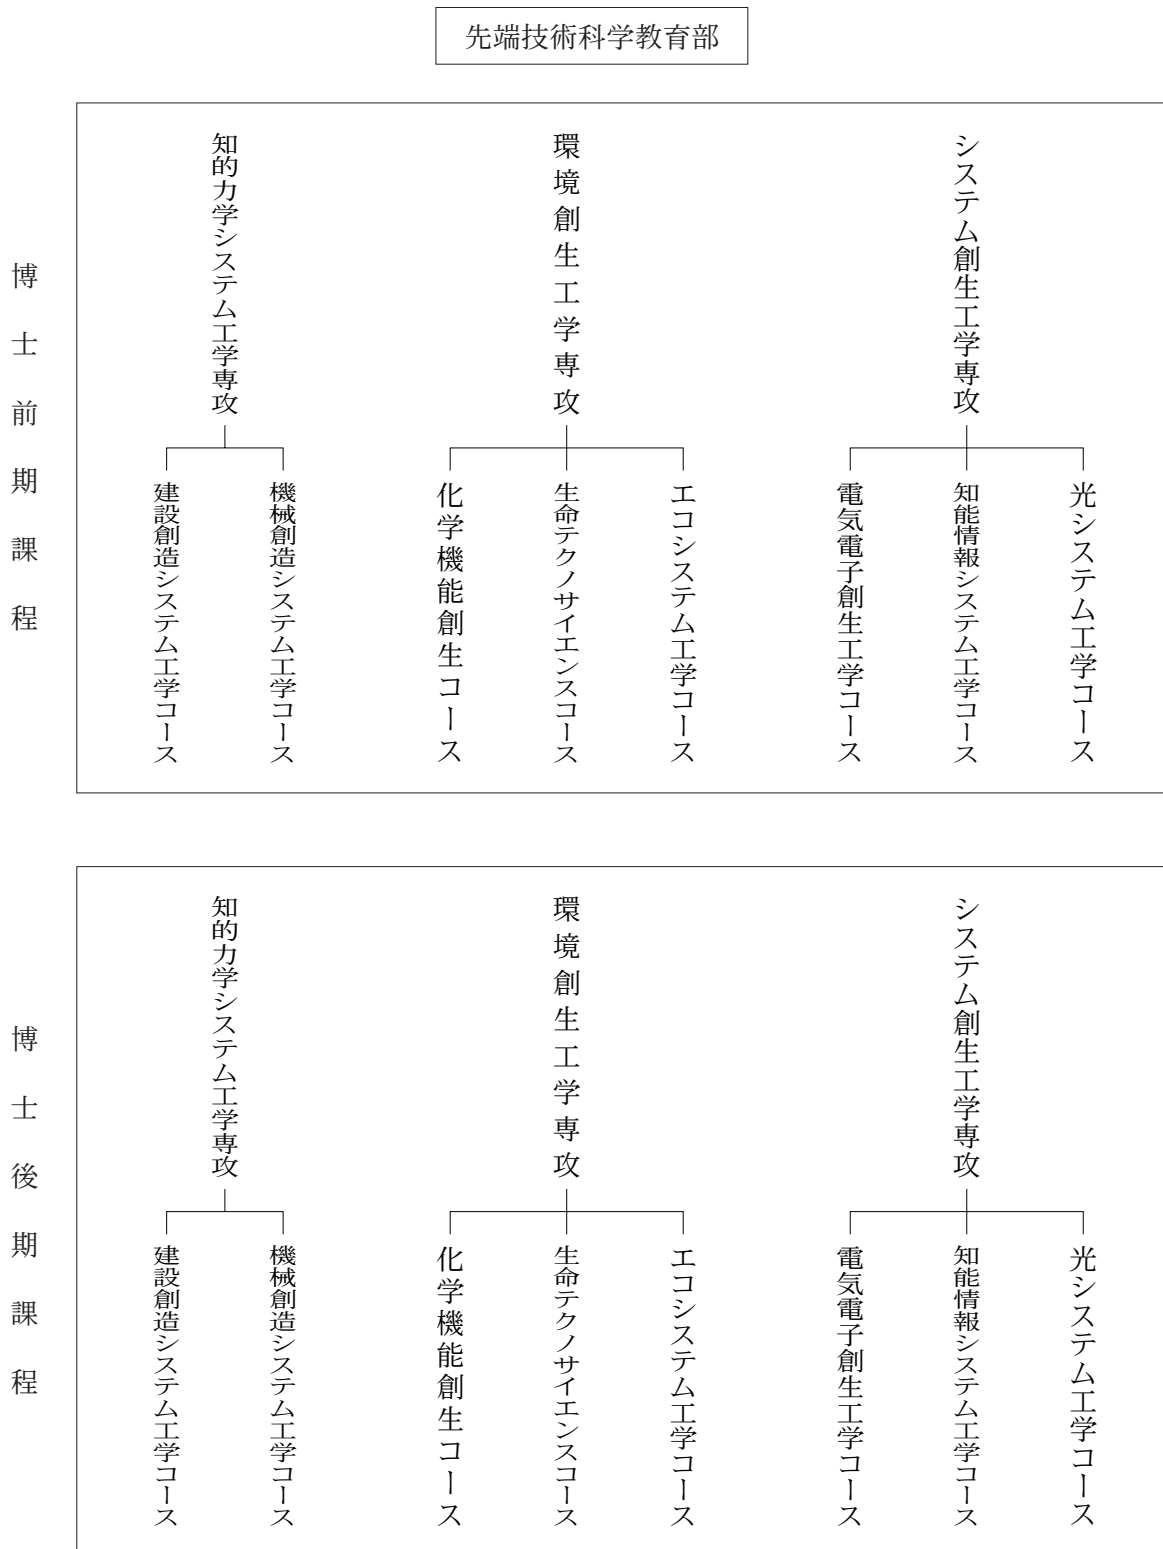 先端技術科学教育部
博士前期課程
知的力学システム工学専攻
建設創造システム工学コース
機械創造システム工学コース
環境創生工学専攻
化学機能創生コース
生命テクノサイエンスコース
エコシステム工学コース
システム創生工学専攻
電気電子創生工学コース
知能情報システム工学コース
光システム工学コース
博士後期課程
知的力学システム工学専攻
建設創造システム工学コース
機械創造システム工学コース
環境創生工学専攻
化学機能創生コース
生命テクノサイエンスコース
エコシステム工学コース
システム創生工学専攻
電気電子創生工学コース
知能情報システム工学コース
光システム工学コース